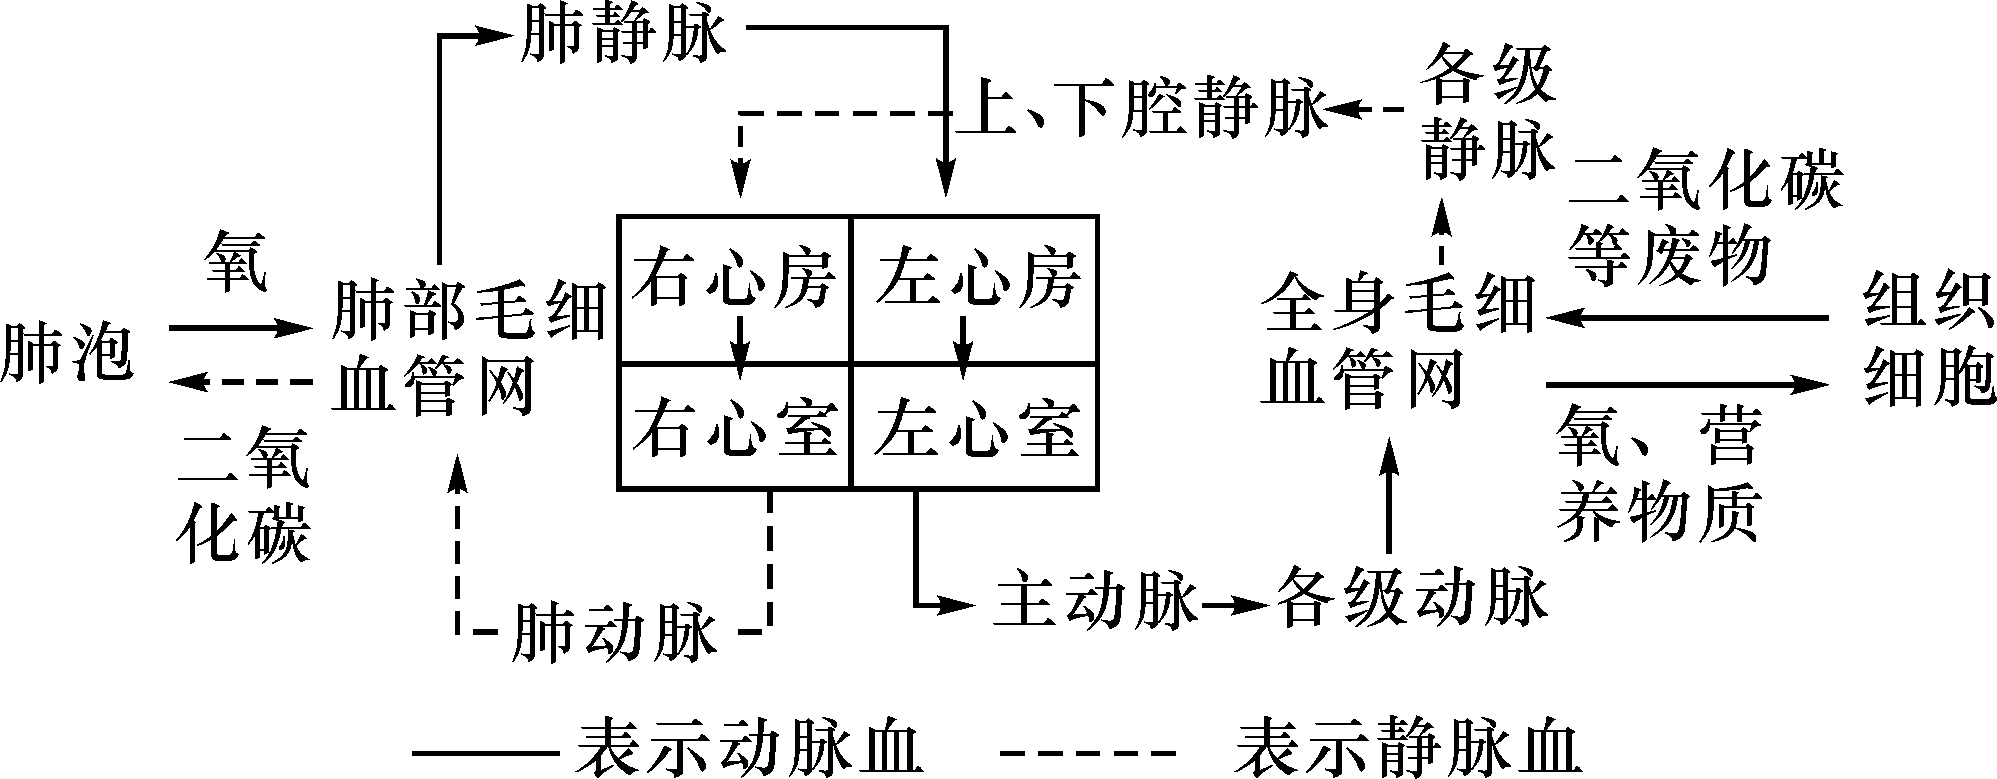 肺静脉
上、下腔静脉
各级
静脉
二氧化碳
等废物
氧
肺泡
二氧
化碳
肺部毛细
血管网
右心房
左心房
右心室
左心室
全身毛细
血管网
组织
细胞
氧、营
养物质
肺动脉
主动脉
各级动脉
表示动脉血
表示静脉血